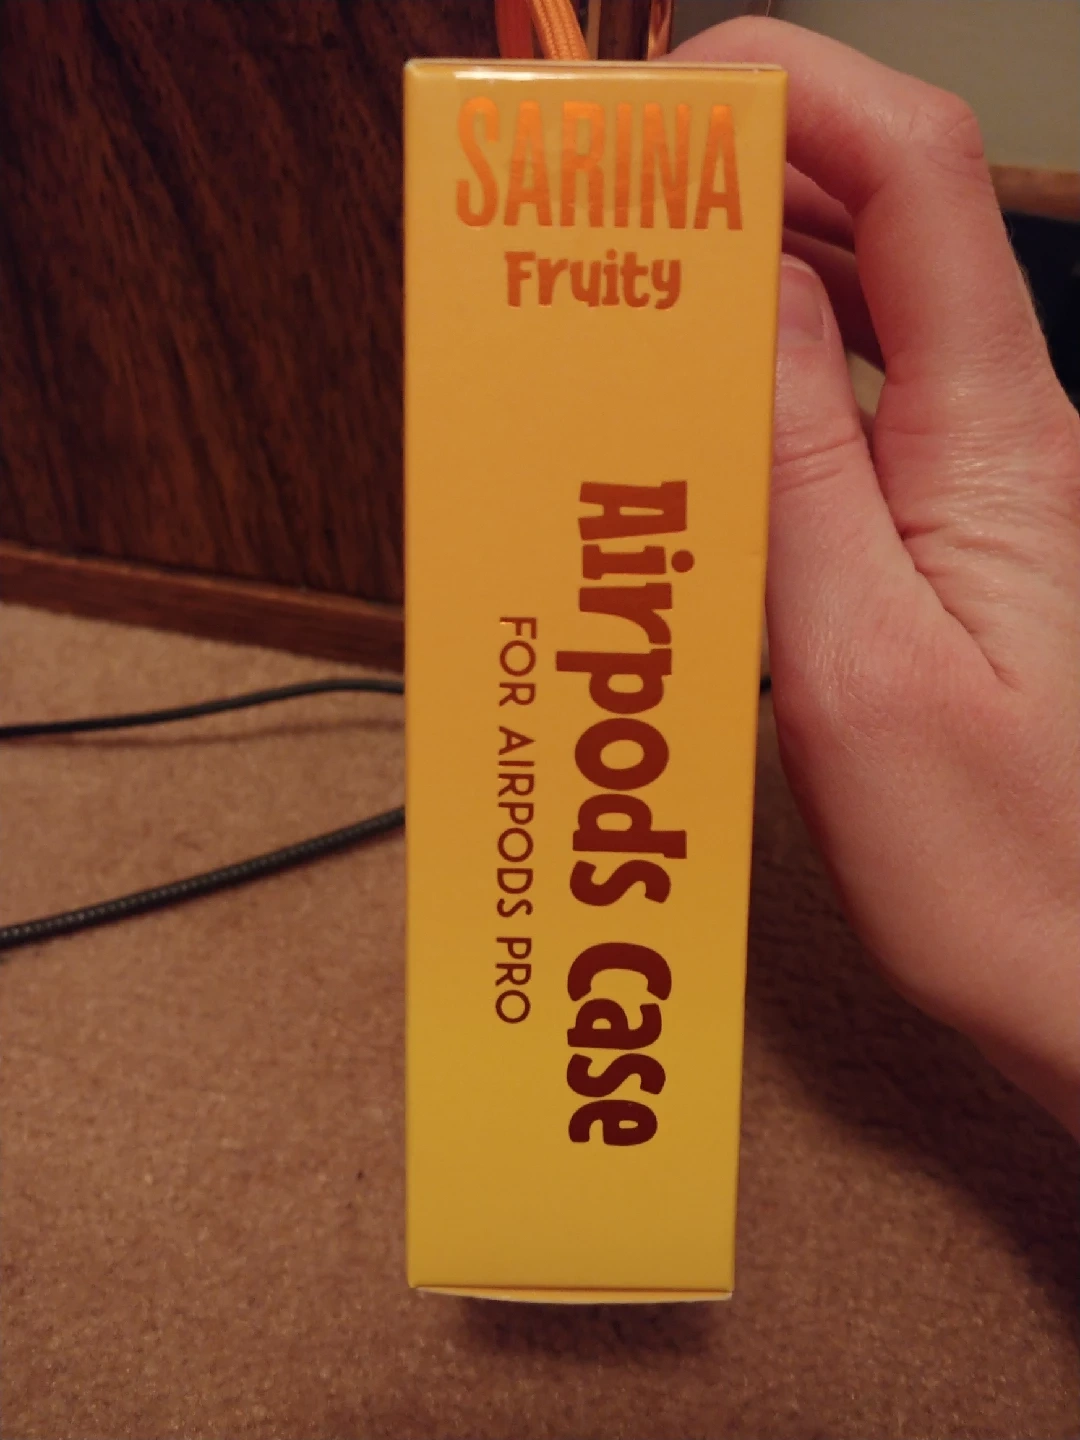 SARINA
Fruity
Airpods Case
FOR AIRPODS PRO